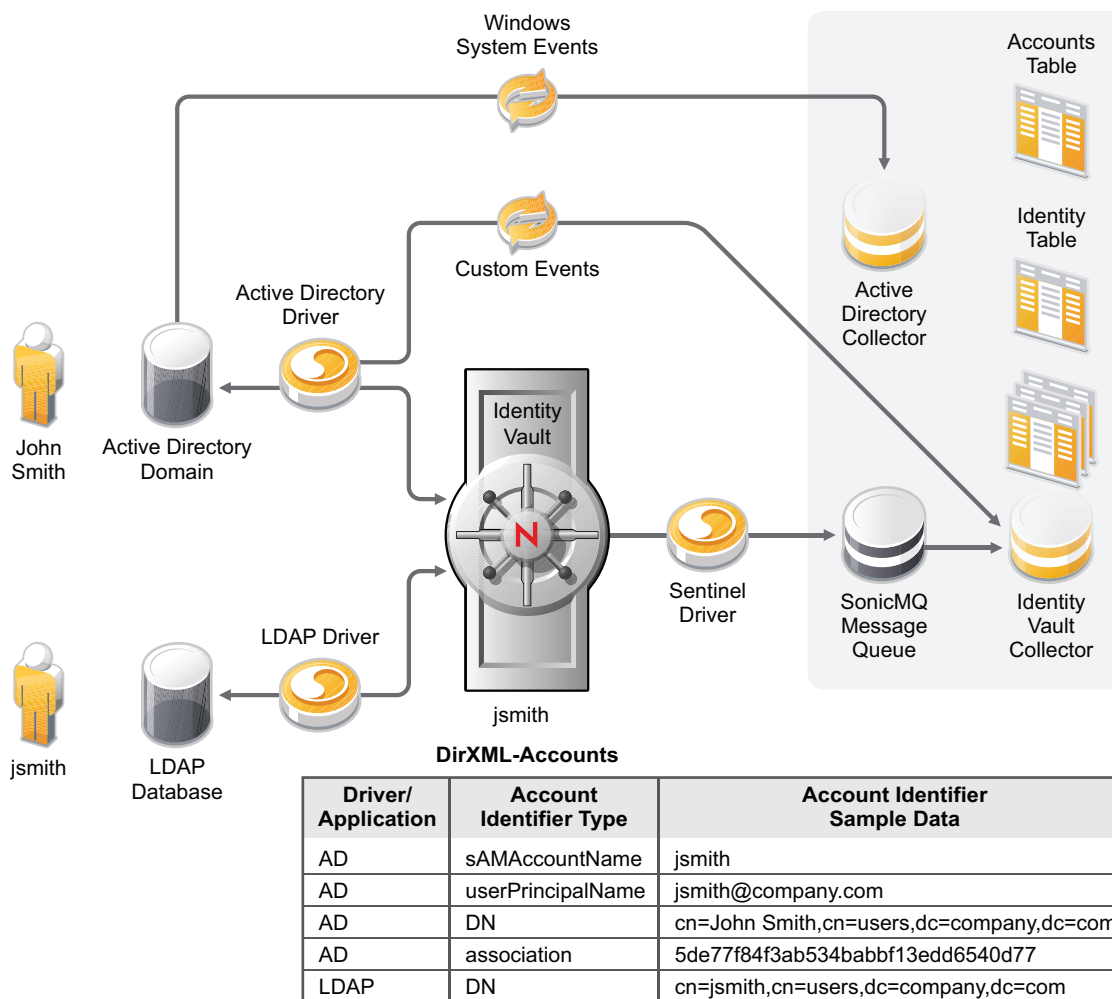 Windows
System Events
Accounts
Table
Custom Events
Identity
Table
Active Directory
Driver
Active
Directory
Collector
Identity
Vault
John
Smith
Active Directory
Domain
N
Sentinel
Driver
SonicMQ
Message
Queue
Identity
Vault
Collector
LDAP Driver
jsmith
jsmith
LDAP
Database
DirXML-Accounts
Driver/
Application
Account
Identifier Type
Account Identifier
Sample Data
AD sAMAccountName jsmith
AD userPrincipalName jsmith@company.com
AD DN cn=John Smith,cn=users,dc=company,dc=com
AD association 5de77f84f3ab534babbf13edd6540d77
LDAP DN cn=jsmith,cn=users,dc=company,dc=com